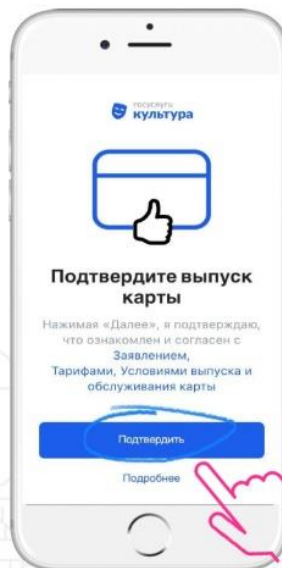 госуслуги
культура
Подтвердите выпуск
карты
Нажимая «Далее», я подтверждаю,
что ознакомлен и согласен с
Заявлением,
Тарифами, Условиями выпуска и
обслуживания карты
Подтвердить
Подробнее